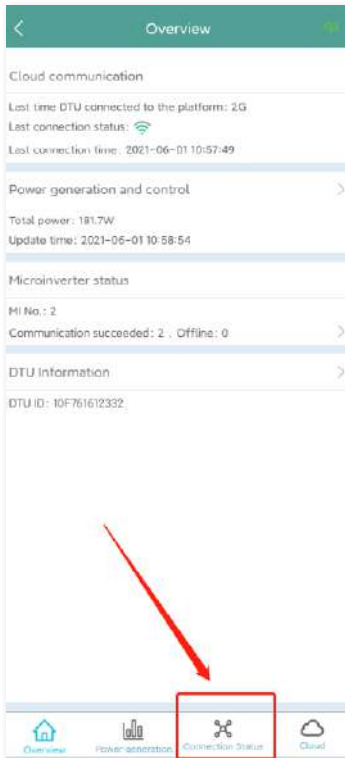 Overview
Cloud communication
Last time DTU connected to the platform: 2G
Last connection status:
Last connection time: 2021-06-01 10:57:49
Power generation and control
Total power: 181.7W
Update time: 2021-06-01 10:58:54
Microinverter status
MI No.: 2
Communication succeeded: 2 , Offline: 0
DTU Information
DTU ID: 10F761612332
Overview
Power generation
Connection Status
Cloud